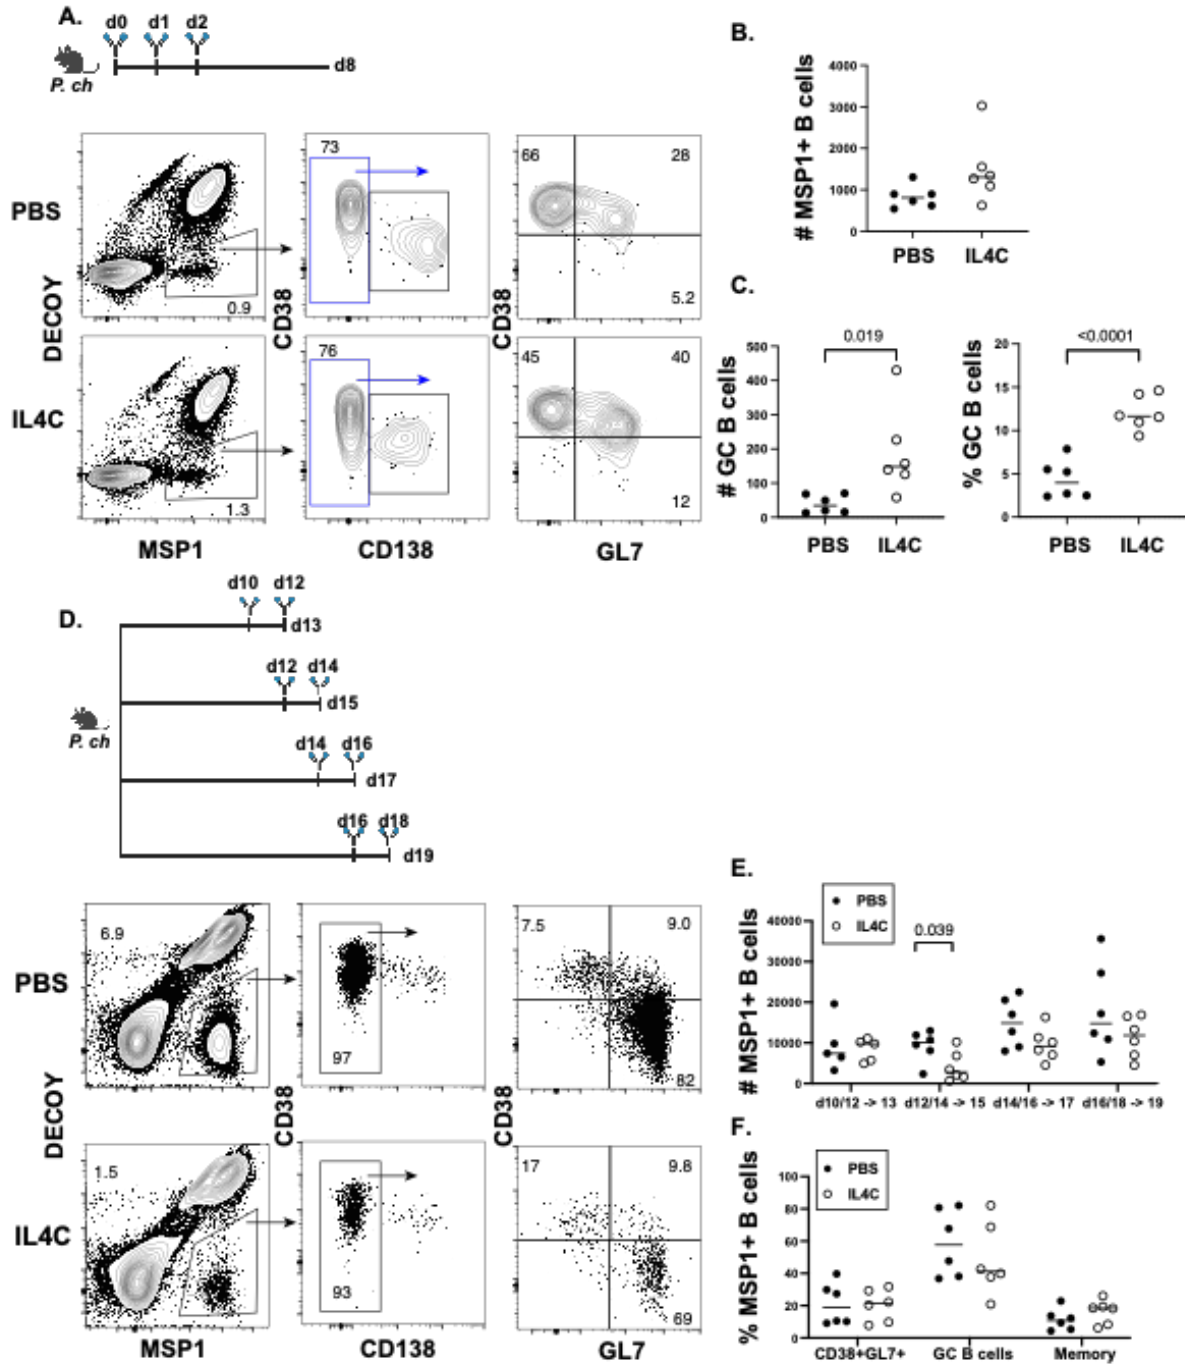 A.
d0 d1 d2
d8
P. ch
PBS
73
66 28
0.9
5.2
DECOY
CD38
CD38
IL4C
76
45 40
1.3
12
MSP1 CD138 GL7
B.
# MSP1+ B cells
4000
3000
2000
1000
0
PBS IL4C
C.
# GC B cells
500
400
300
200
100
0
0.019
PBS IL4C
% GC B cells
20
15
10
5
0
<0.0001
PBS IL4C
D.
d10 d12
d13
d12 d14
d15
P. ch
d14 d16
d17
d16 d18
d19
PBS
6.9
97
7.5 9.0
82
DECOY
CD38
CD38
IL4C
1.5
93
17 9.8
69
MSP1 CD138 GL7
E.
# MSP1+ B cells
PBS
IL4C
0.039
40000
30000
20000
10000
0
d10/12 -> 13 d12/14 -> 15 d14/16 -> 17 d16/18 -> 19
F.
% MSP1+ B cells
PBS
IL4C
100
80
60
40
20
0
CD38+GL7+ GC B cells Memory